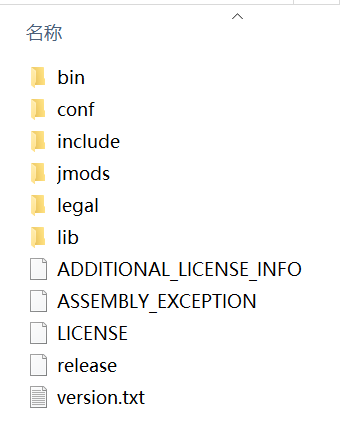 名称
bin
conf
include
jmods
legal
lib
ADDITIONAL_LICENSE_INFO
ASSEMBLY_EXCEPTION
LICENSE
release
version.txt